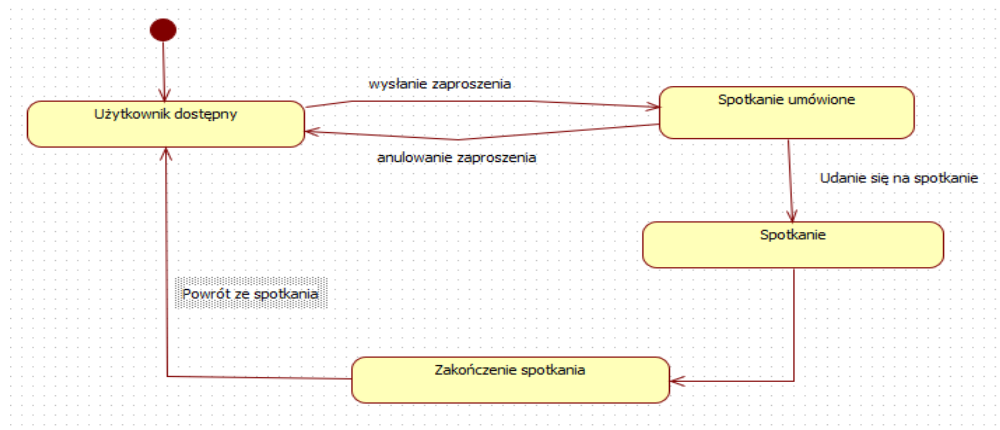 wysłanie zaproszenia
Użytkownik dostępny
Spotkanie umówione
anulowanie zaproszenia
Udanie się na spotkanie
Spotkanie
Powrót ze spotkania
Zakończenie spotkania